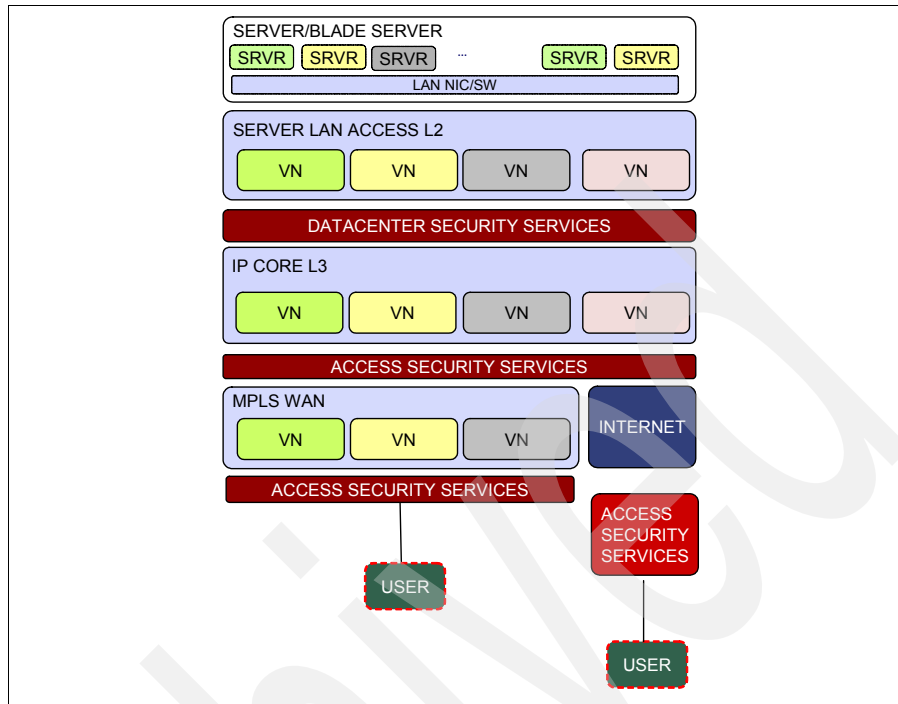 SERVER/BLADE SERVER
SRVR SRVR SRVR ... SRVR SRVR
LAN NIC/SW
SERVER LAN ACCESS L2
VN VN VN VN
DATACENTER SECURITY SERVICES
IP CORE L3
VN VN VN VN
ACCESS SECURITY SERVICES
MPLS WAN
VN VN VN
INTERNET
ACCESS SECURITY SERVICES
ACCESS
SECURITY
SERVICES
USER
USER